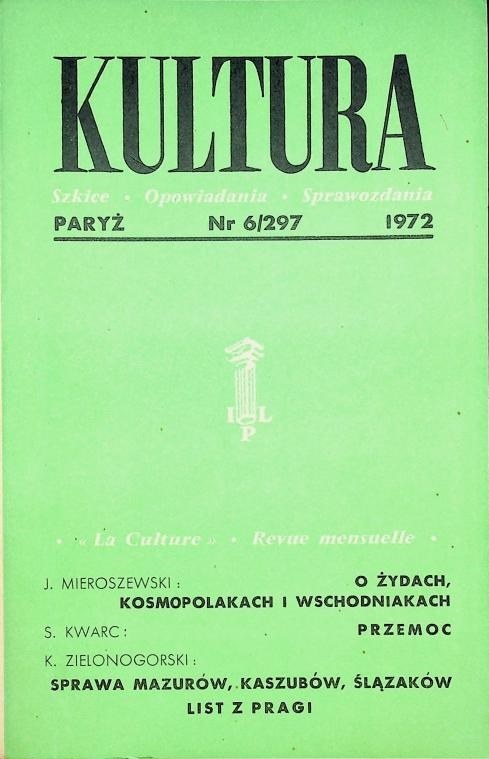 KULTURA
Szkice • Opowiadania • Sprawozdania
PARYŻ Nr 6/297 1972
I L
P
• « La Culture » • Revue mensuelle •
J. MIEROSZEWSKI : O ŻYDACH,
KOSMOPOLAKACH I WSCHODNIAKACH
S. KWARC : PRZEMOC
K. ZIELONOGORSKI :
SPRAWA MAZURÓW, KASZUBÓW, ŚLĄZAKÓW
LIST Z PRAGI